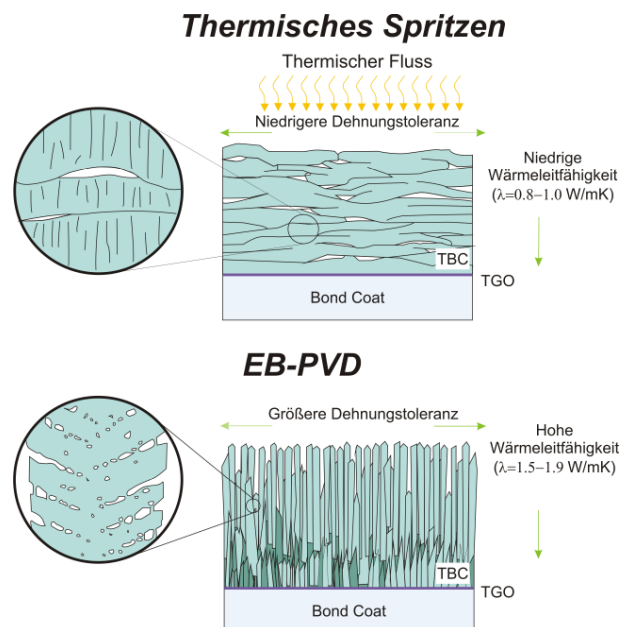 Thermisches Spritzen
Thermischer Fluss
Niedrigere Dehnungstoleranz
Niedrige
Wärmeleitfähigkeit
(λ=0.8–1.0 W/mK)
TBC
TGO
Bond Coat
EB-PVD
Größere Dehnungstoleranz
Hohe
Wärmeleitfähigkeit
(λ=1.5–1.9 W/mK)
TBC
TGO
Bond Coat